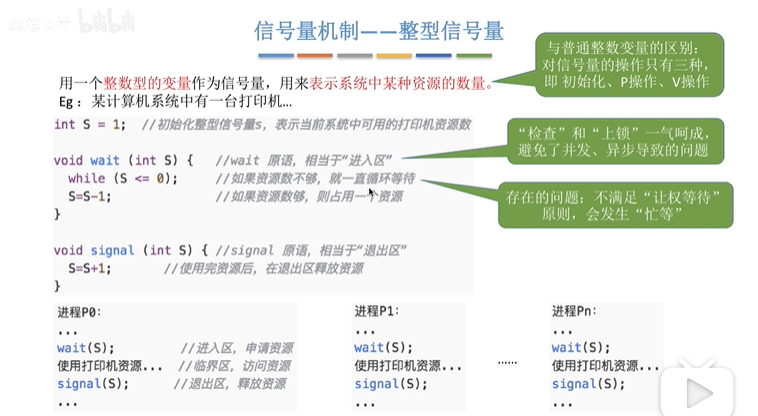 信号量机制——整型信号量
与普通整数变量的区别:
对信号量的操作只有三种,
即 初始化、P操作、V操作
用一个整数型的变量作为信号量，用来表示系统中某种资源的数量。
Eg：某计算机系统中有一台打印机...
int S = 1; //初始化整型信号量s，表示当前系统中可用的打印机资源数
void wait (int S) { //wait 原语，相当于“进入区”
while (S <= 0); //如果资源数不够，就一直循环等待
S=S-1; //如果资源数够，则占用一个资源
}
“检查”和“上锁”一气呵成，
避免了并发、异步导致的问题
存在的问题：不满足“让权等待”
原则，会发生“忙等”
void signal (int S) { //signal 原语，相当于“退出区”
S=S+1; //使用完资源后，在退出区释放资源
}
进程P0：
...
wait(S); //进入区，申请资源
使用打印机资源... //临界区，访问资源
signal(S); //退出区，释放资源
...
进程P1：
...
wait(S);
使用打印机资源...
signal(S);
...
……
进程Pn：
...
wait(S);
使用打印机资源...
signal(S);
...